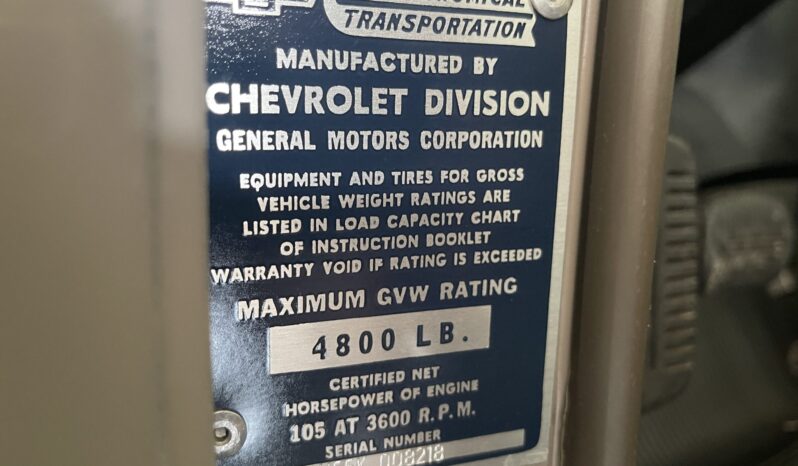 TRANSPORTATION
MANUFACTURED BY
CHEVROLET DIVISION
GENERAL MOTORS CORPORATION
EQUIPMENT AND TIRES FOR GROSS
VEHICLE WEIGHT RATINGS ARE
LISTED IN LOAD CAPACITY CHART
OF INSTRUCTION BOOKLET
WARRANTY VOID IF RATING IS EXCEEDED
MAXIMUM GVW RATING
4800 LB.
CERTIFIED NET
HORSEPOWER OF ENGINE
105 AT 3600 R.P.M.
SERIAL NUMBER
008218